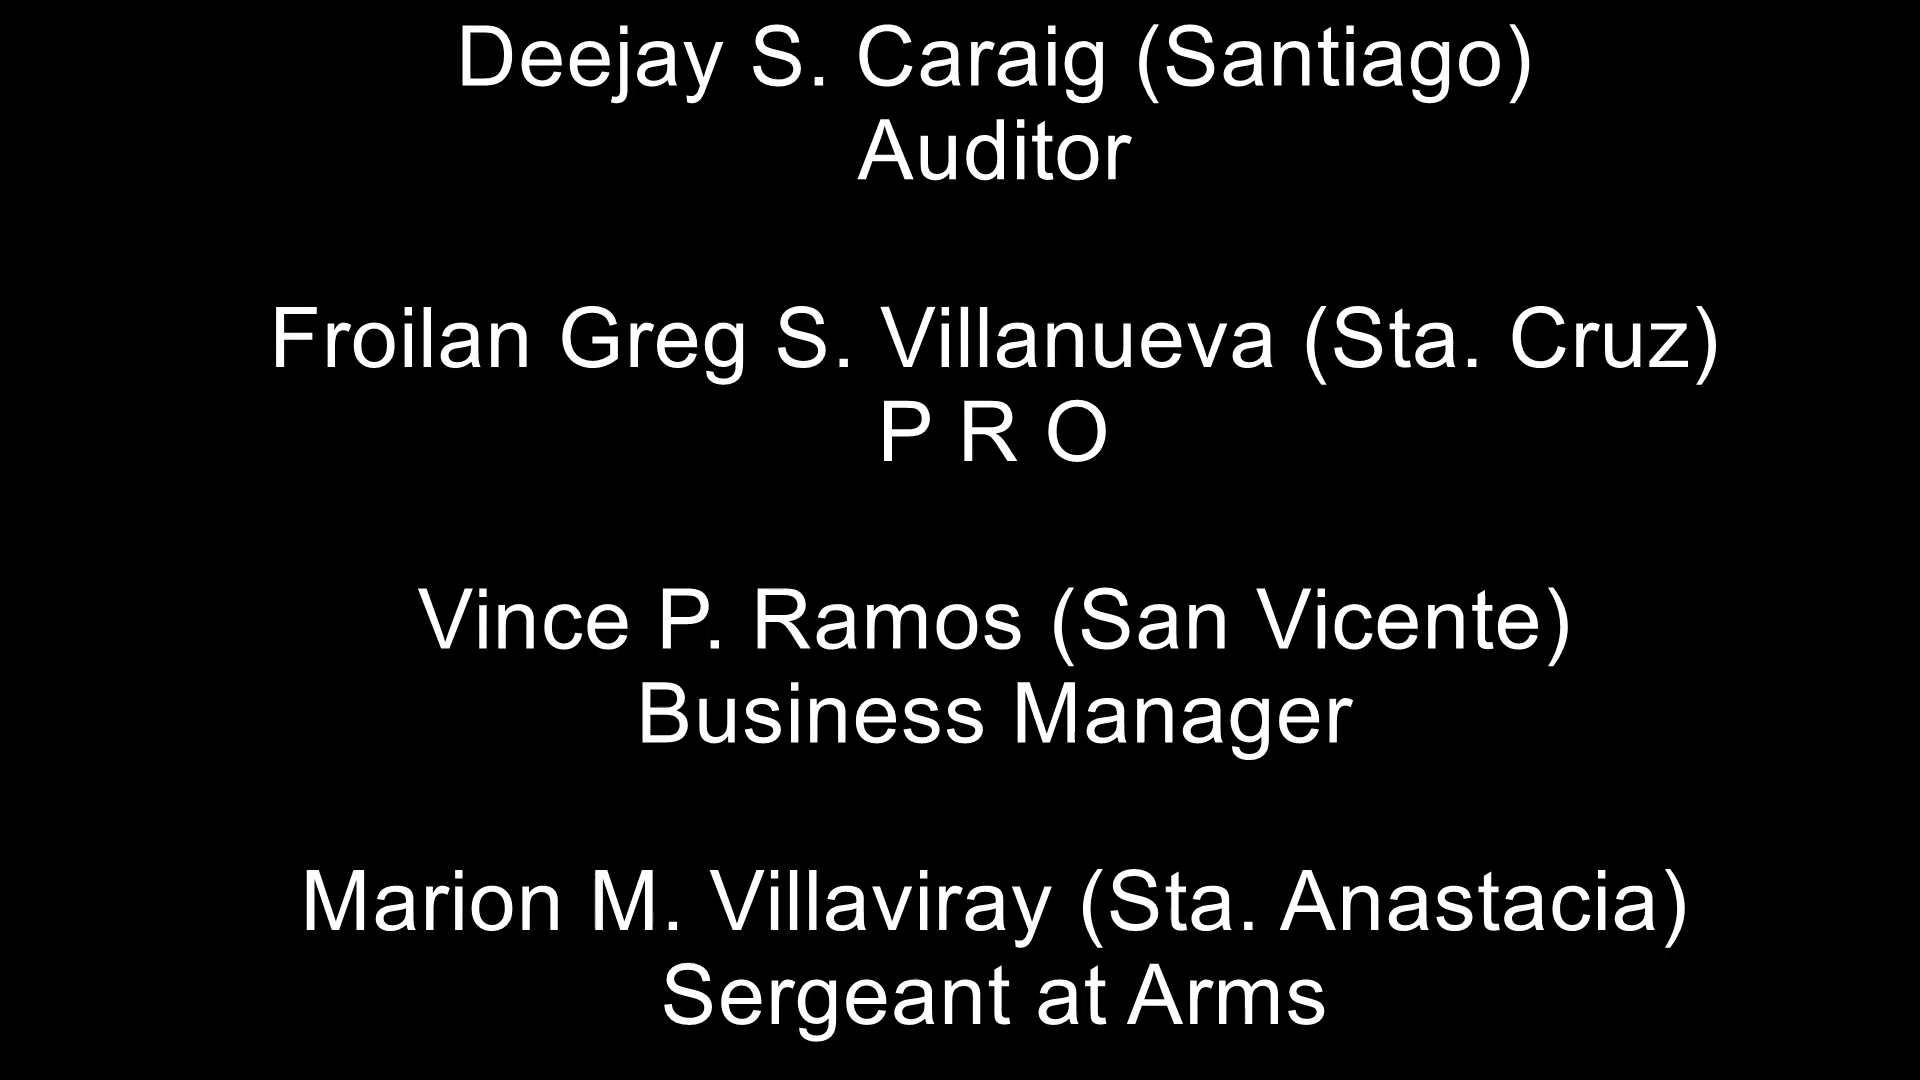 Deejay S. Caraig (Santiago)
Auditor
Froilan Greg S. Villanueva (Sta. Cruz)
P R O
Vince P. Ramos (San Vicente)
Business Manager
Marion M. Villaviray (Sta. Anastacia)
Sergeant at Arms